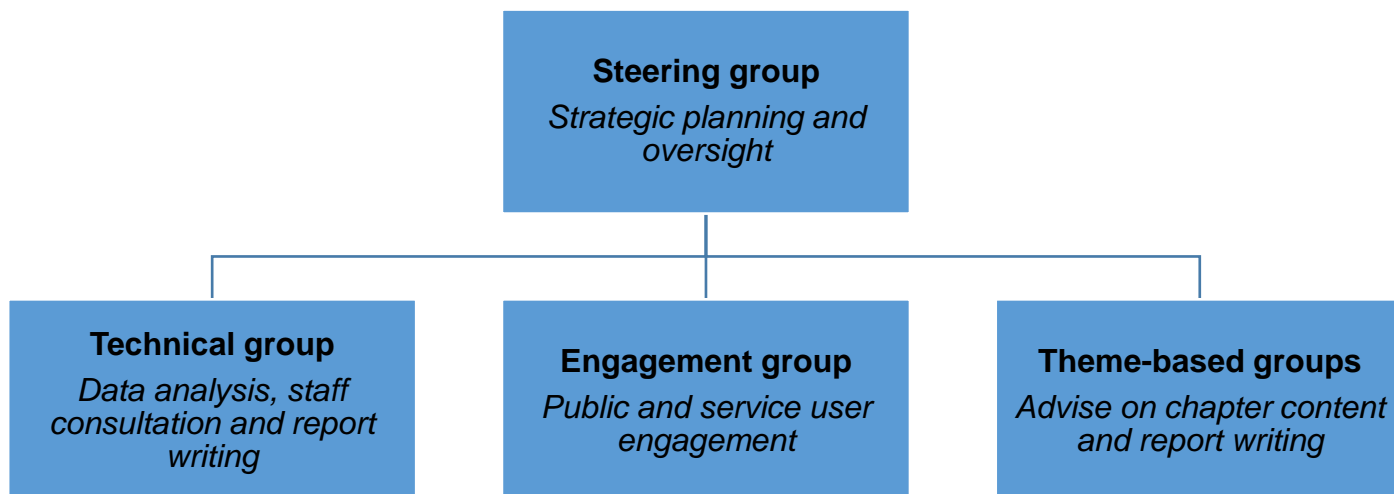 Steering group
Strategic planning and
oversight
Technical group
Data analysis, staff
consultation and report
writing
Engagement group
Public and service user
engagement
Theme-based groups
Advise on chapter content
and report writing